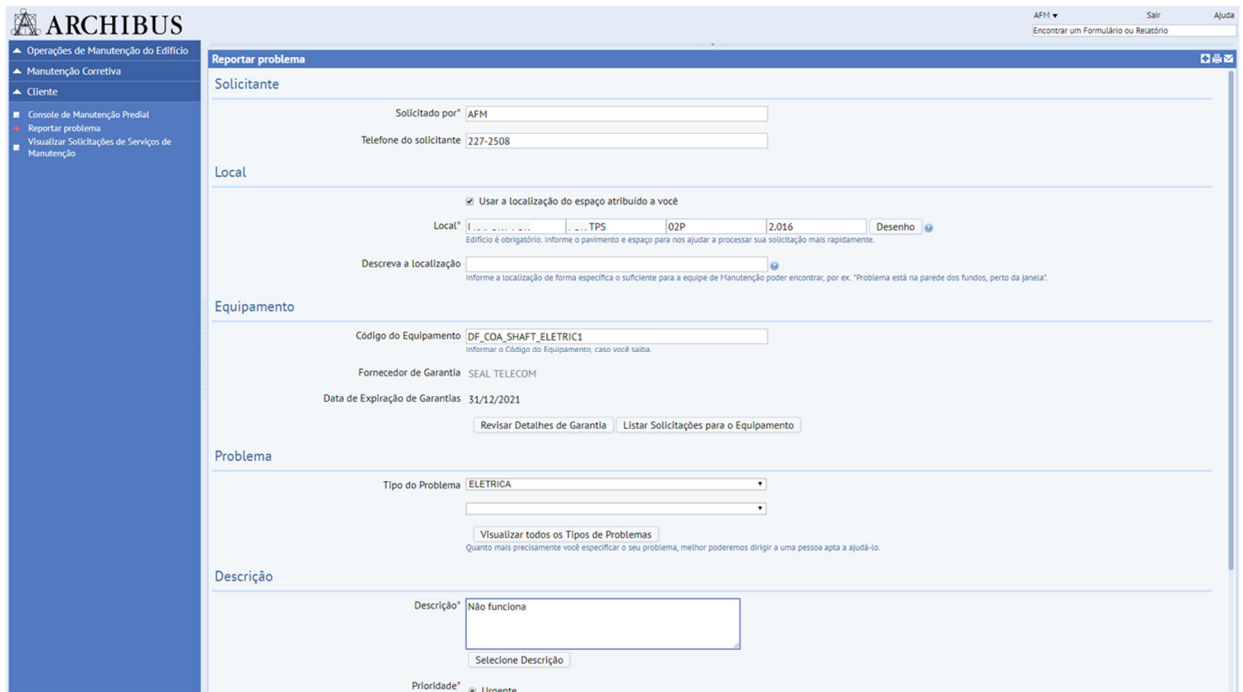 ARCHIBUS
AFM Sair Ajuda
Encontrar um Formulário ou Relatório
Operações de Manutenção do Edifício
Manutenção Corretiva
Cliente
Console de Manutenção Predial
Reportar problema
Visualizar Solicitações de Serviços de
Manutenção
Reportar problema
Solicitante
Solicitado por* AFM
Telefone do solicitante 227-2508
Local
Usar a localização do espaço atribuído a você
Local* TPS 02P 2.016 Desenho
Edifício é obrigatório. Informe o pavimento e espaço para nos ajudar a processar sua solicitação mais rapidamente.
Descreva a localização
Informe a localização de forma específica o suficiente para a equipe de Manutenção poder encontrar, por ex. "Problema está na parede dos fundos, perto da janela".
Equipamento
Código do Equipamento DF_COA_SHAFT_ELETRIC1
Informar o Código do Equipamento, caso você saiba.
Fornecedor de Garantia SEAL TELECOM
Data de Expiração de Garantias 31/12/2021
Revisar Detalhes de Garantia Listar Solicitações para o Equipamento
Problema
Tipo do Problema ELETRICA
Visualizar todos os Tipos de Problemas
Quanto mais precisamente você especificar o seu problema, melhor poderemos dirigir a uma pessoa apta a ajudá-lo.
Descrição
Descrição* Não funciona
Selecione Descrição
Prioridade* Urgente